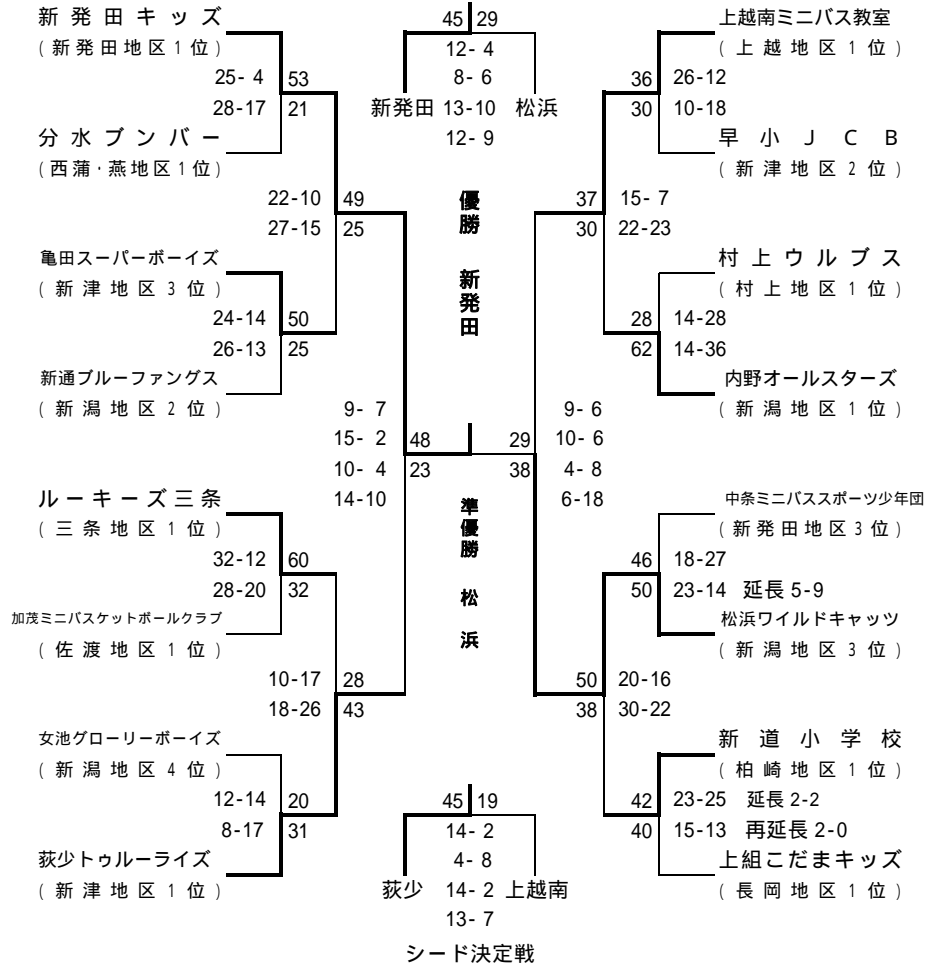 新発田キッズ
(新発田地区1位)
25- 4 53
28-17 21
分水ブンバー
(西蒲・燕地区1位)
22-10 49
27-15 25
亀田スーパーボーイズ
(新津地区3位)
24-14 50
26-13 25
新通ブルーファングス
(新潟地区2位)
9- 7
15- 2 48
10- 4 23
14-10
ルーキーズ三条
(三条地区1位)
32-12 60
28-20 32
加茂ミニバスケットボールクラブ
(佐渡地区1位)
10-17 28
18-26 43
女池グローリーボーイズ
(新潟地区4位)
12-14 20
8-17 31
荻少トゥルーライズ
(新津地区1位)
45 29
12- 4
8- 6
新発田 13-10 松浜
12- 9
優勝 新発田
準優勝 松浜
45 19
14- 2
4- 8
荻少 14- 2 上越南
13- 7
シード決定戦
上越南ミニバス教室
(上越地区1位)
36 26-12
30 10-18
早小JCB
(新津地区2位)
37 15- 7
30 22-23
村上ウルブス
(村上地区1位)
28 14-28
62 14-36
内野オールスターズ
(新潟地区1位)
9- 6
29 10- 6
38 4- 8
6-18
中条ミニバススポーツ少年団
(新発田地区3位)
46 18-27
50 23-14 延長 5-9
松浜ワイルドキャッツ
(新潟地区3位)
50 20-16
38 30-22
新道小学校
(柏崎地区1位)
42 23-25 延長 2-2
40 15-13 再延長 2-0
上組こだまキッズ
(長岡地区1位)